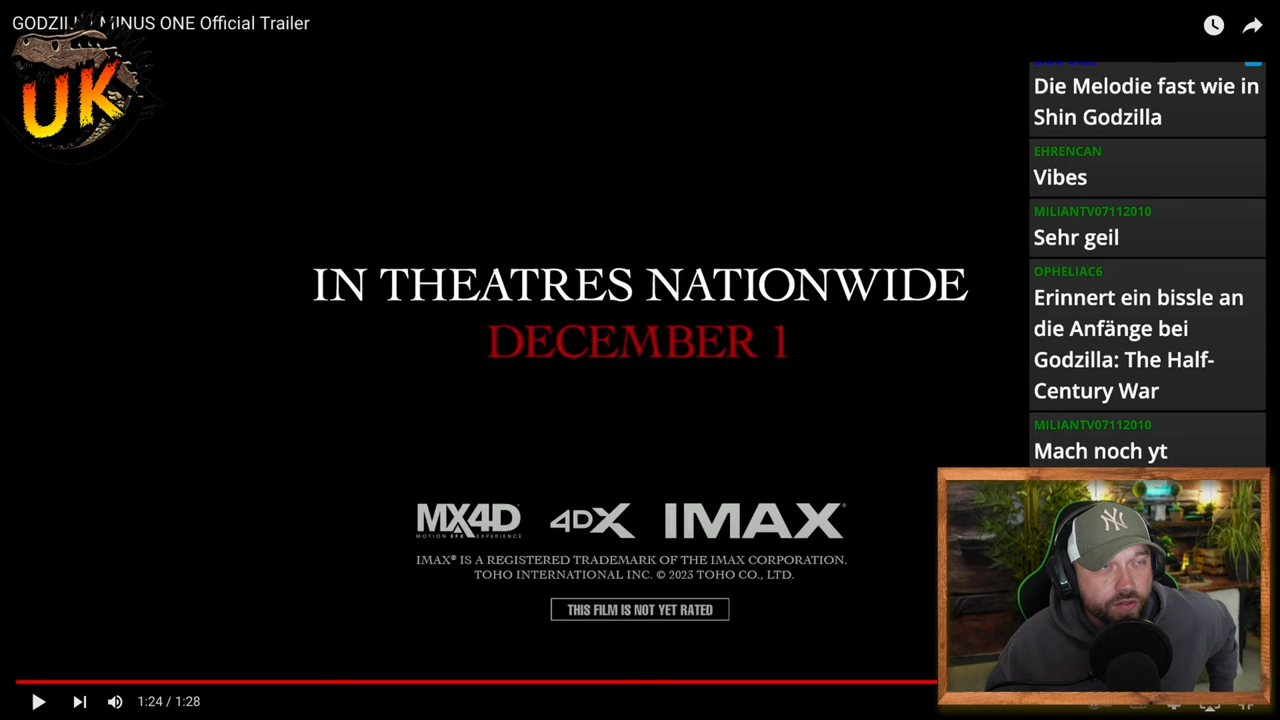 GODZILLA MINUS ONE Official Trailer
UK
Die Melodie fast wie in
Shin Godzilla
EHRENCAN
Vibes
MILIANTV07112010
Sehr geil
OPHELIAC6
Erinnert ein bissle an
die Anfänge bei
Godzilla: The Half-
Century War
MILIANTV07112010
Mach noch yt
IN THEATRES NATIONWIDE
DECEMBER 1
MX4D
MOTION EFX EXPERIENCE
4DX
IMAX®
IMAX® IS A REGISTERED TRADEMARK OF THE IMAX CORPORATION.
TOHO INTERNATIONAL INC. © 2023 TOHO CO., LTD.
THIS FILM IS NOT YET RATED
NY
1:24 / 1:28